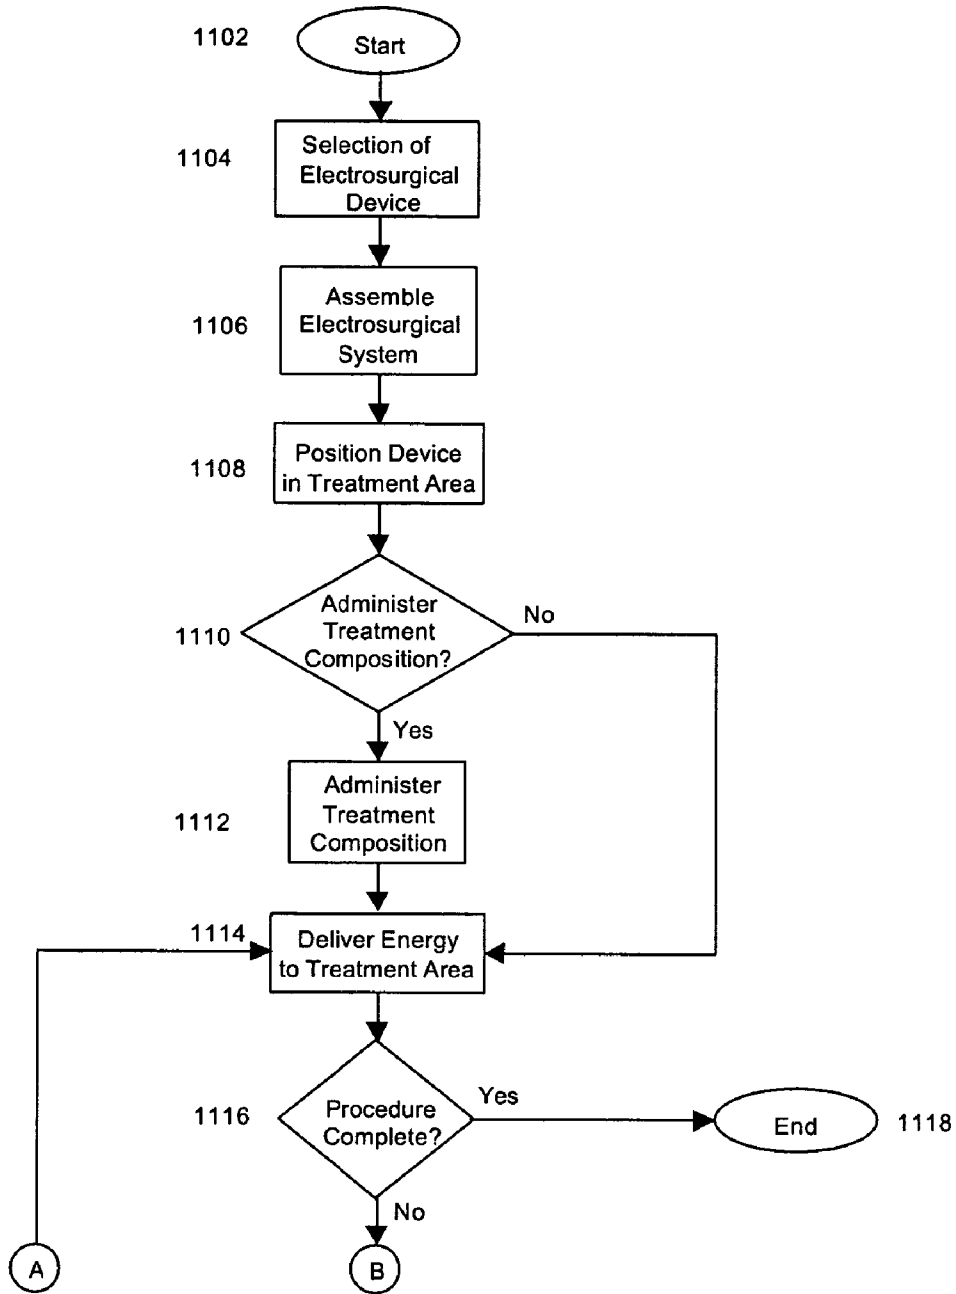 1102
Start
1104
Selection of
Electrosurgical
Device
1106
Assemble
Electrosurgical
System
1108
Position Device
in Treatment Area
1110
Administer
Treatment
Composition?
No
Yes
1112
Administer
Treatment
Composition
1114
Deliver Energy
to Treatment Area
1116
Procedure
Complete?
Yes
End
1118
No
A
B